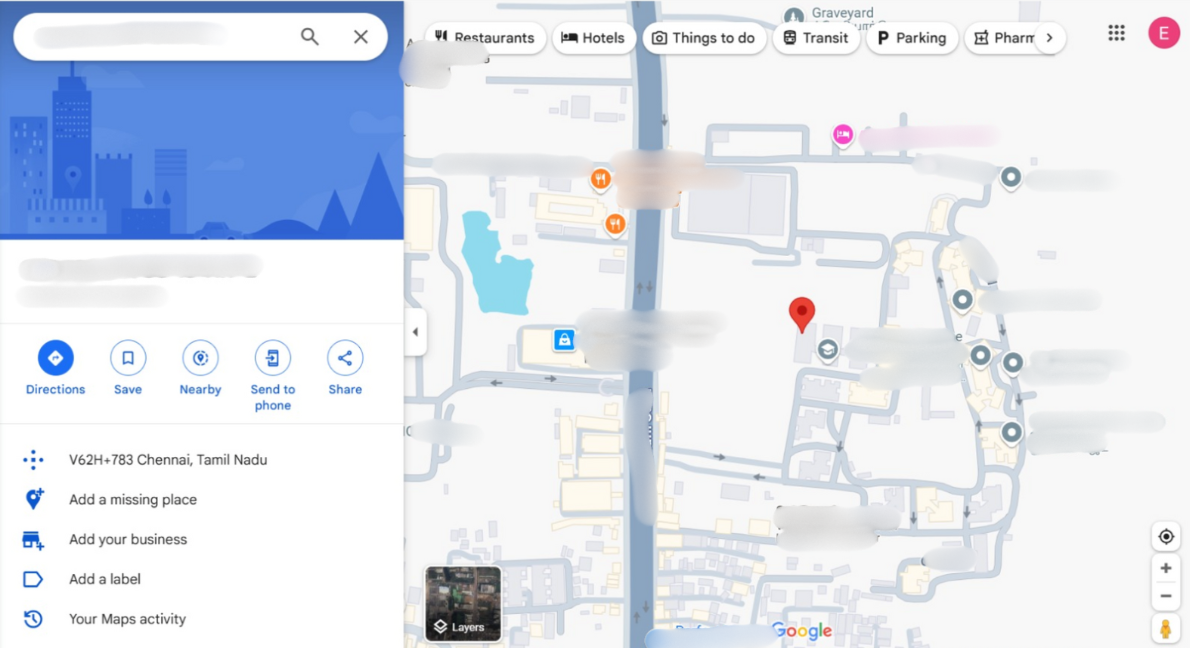 Restaurants
Hotels
Things to do
Transit
Parking
Pharm
E
Graveyard
Directions
Save
Nearby
Send to
phone
Share
V62H+783 Chennai, Tamil Nadu
Add a missing place
Add your business
Add a label
Your Maps activity
Layers
Google